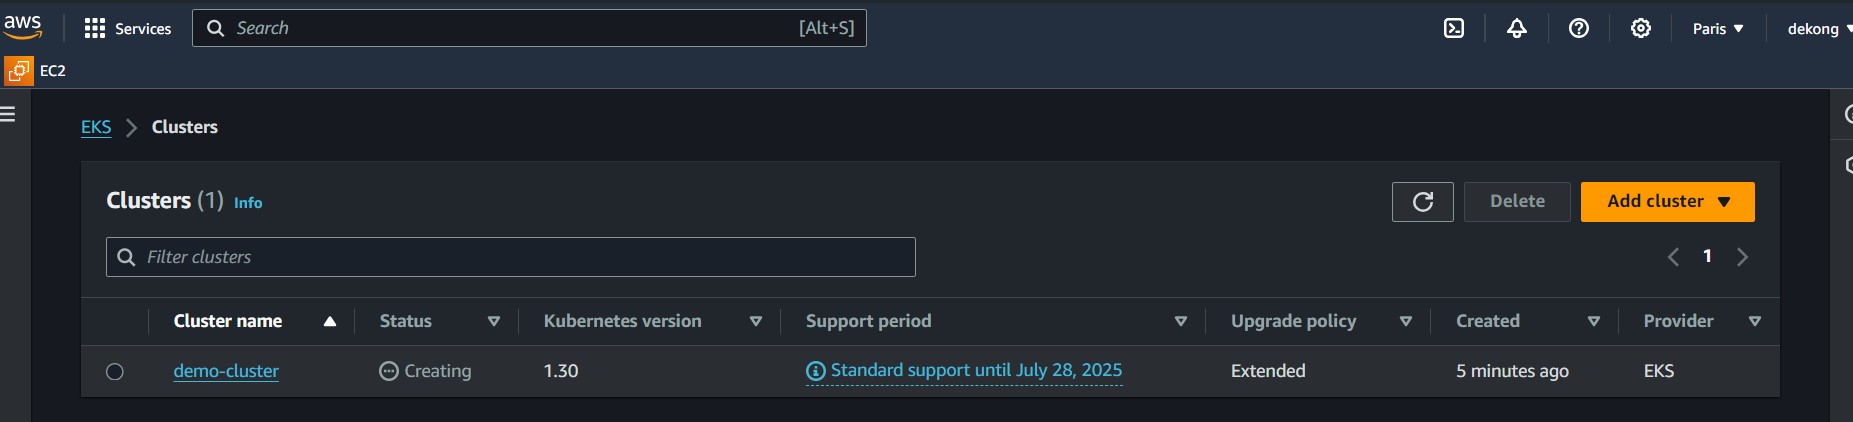 aws Services Search [Alt+S] Paris dekong
EC2
EKS Clusters
Clusters (1) Info Delete Add cluster
Filter clusters 1
Cluster name Status Kubernetes version Support period Upgrade policy Created Provider
demo-cluster Creating 1.30 Standard support until July 28, 2025 Extended 5 minutes ago EKS